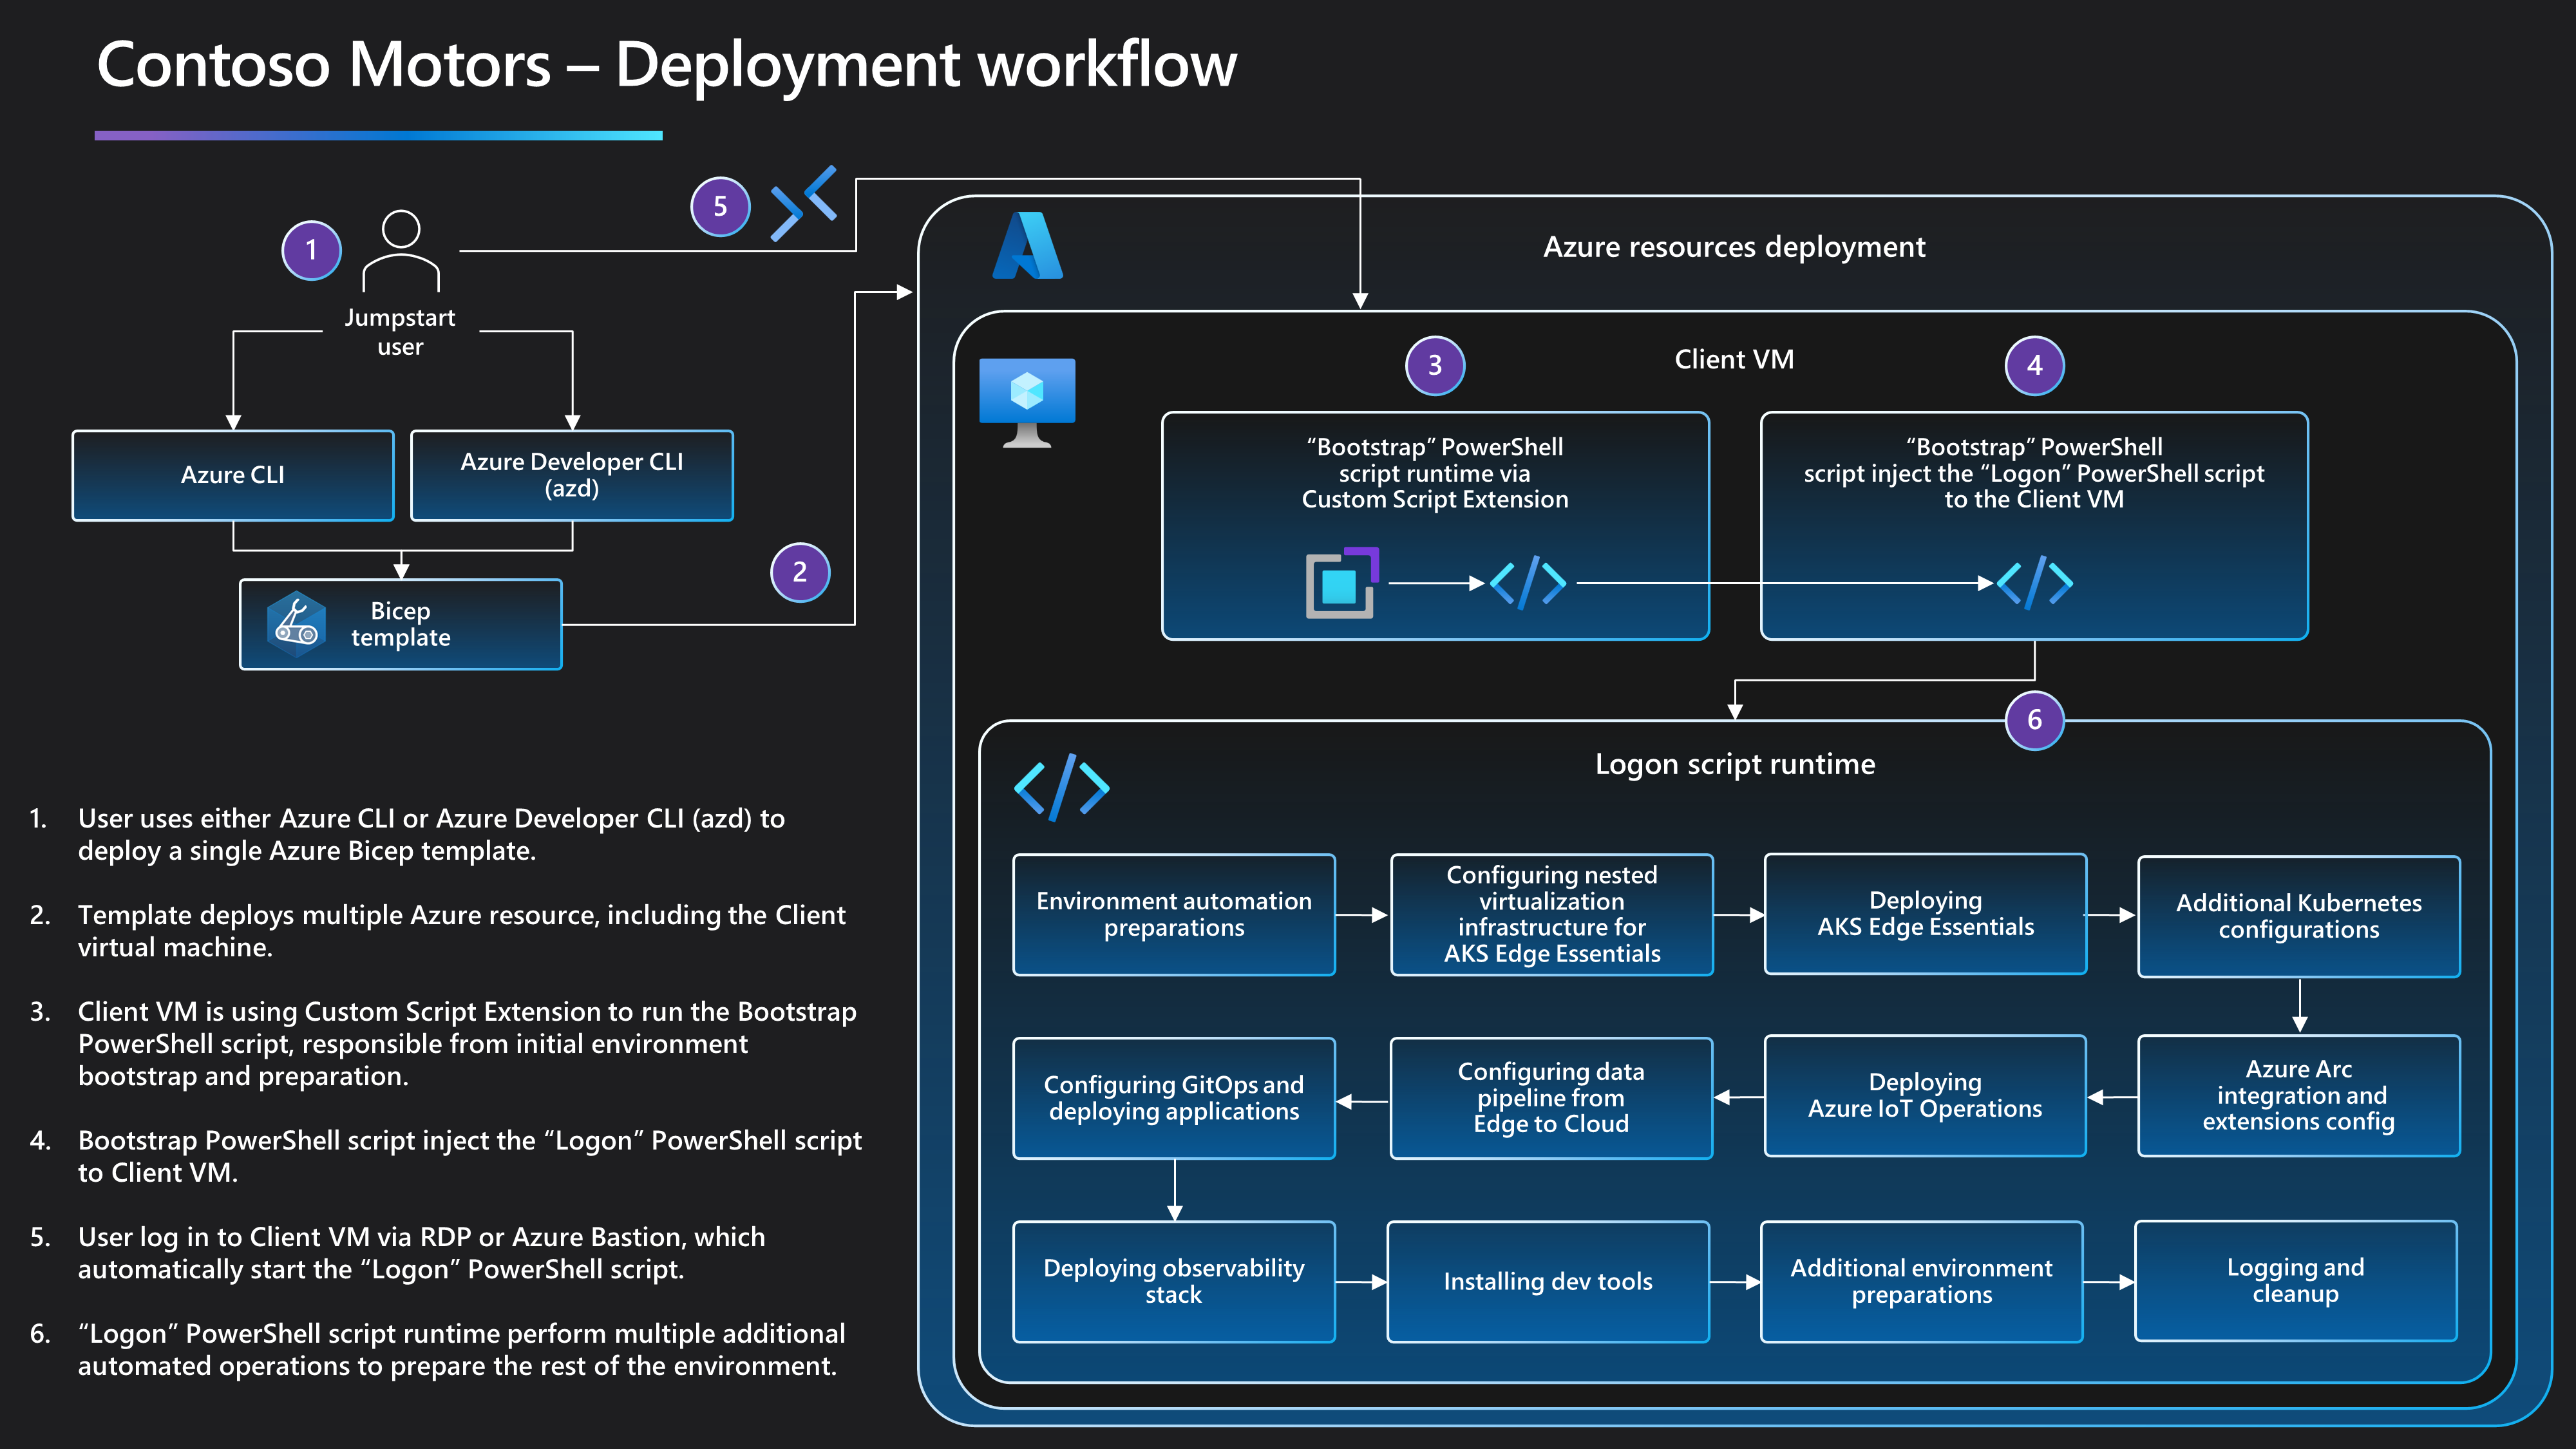 Contoso Motors – Deployment workflow
5
1
Jumpstart
user
Azure CLI
Azure Developer CLI
(azd)
Bicep
template
2
Azure resources deployment
Client VM
3
4
“Bootstrap” PowerShell
script runtime via
Custom Script Extension
“Bootstrap” PowerShell
script inject the “Logon” PowerShell script
to the Client VM
6
Logon script runtime
Environment automation
preparations
Configuring nested
virtualization
infrastructure for
AKS Edge Essentials
Deploying
AKS Edge Essentials
Additional Kubernetes
configurations
Azure Arc
integration and
extensions config
Deploying
Azure IoT Operations
Configuring data
pipeline from
Edge to Cloud
Configuring GitOps and
deploying applications
Deploying observability
stack
Installing dev tools
Additional environment
preparations
Logging and
cleanup
1. User uses either Azure CLI or Azure Developer CLI (azd) to
deploy a single Azure Bicep template.
2. Template deploys multiple Azure resource, including the Client
virtual machine.
3. Client VM is using Custom Script Extension to run the Bootstrap
PowerShell script, responsible from initial environment
bootstrap and preparation.
4. Bootstrap PowerShell script inject the “Logon” PowerShell script
to Client VM.
5. User log in to Client VM via RDP or Azure Bastion, which
automatically start the “Logon” PowerShell script.
6. “Logon” PowerShell script runtime perform multiple additional
automated operations to prepare the rest of the environment.